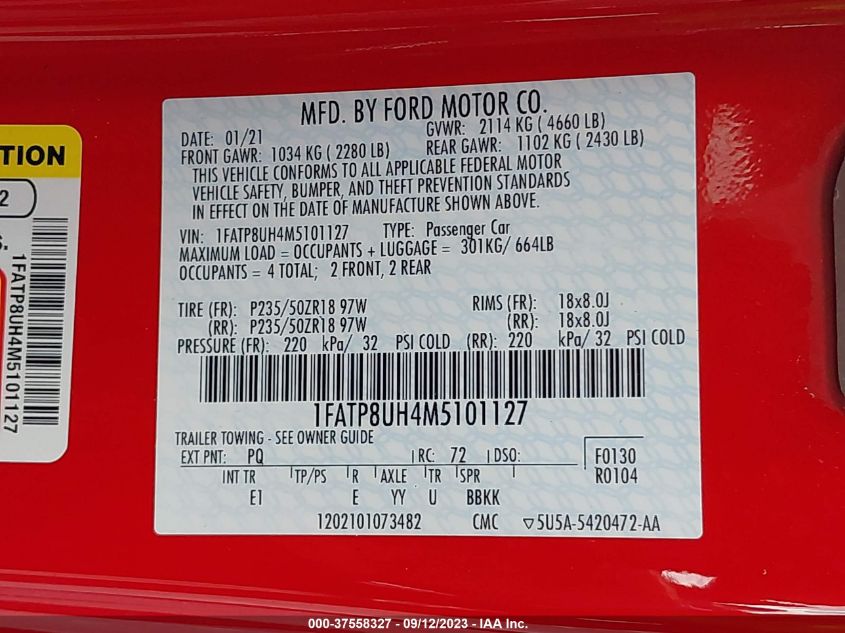 MFD. BY FORD MOTOR CO.
DATE: 01/21 GVWR: 2114 KG ( 4660 LB)
FRONT GAWR: 1034 KG ( 2280 LB) REAR GAWR: 1102 KG ( 2430 LB)
THIS VEHICLE CONFORMS TO ALL APPLICABLE FEDERAL MOTOR
VEHICLE SAFETY, BUMPER, AND THEFT PREVENTION STANDARDS
IN EFFECT ON THE DATE OF MANUFACTURE SHOWN ABOVE.
VIN: 1FATP8UH4M5101127 TYPE: Passenger Car
MAXIMUM LOAD = OCCUPANTS + LUGGAGE = 301KG/ 664LB
OCCUPANTS = 4 TOTAL; 2 FRONT, 2 REAR
TIRE (FR): P235/50ZR18 97W RIMS (FR): 18x8.0J
(RR): P235/50ZR18 97W (RR): 18x8.0J
PRESSURE (FR): 220 kPa/ 32 PSI COLD (RR): 220 kPa/ 32 PSI COLD
1FATP8UH4M5101127
TRAILER TOWING - SEE OWNER GUIDE
EXT PNT: PQ RC: 72 DSO: F0130
INT TR TP/PS R AXLE TR SPR R0104
E1 E YY U BBKK
1202101073482 CMC ▽5U5A-5420472-AA
TION
2
S.
1FATP8UH4M5101127
000-37558327 - 09/12/2023 - IAA, Inc.